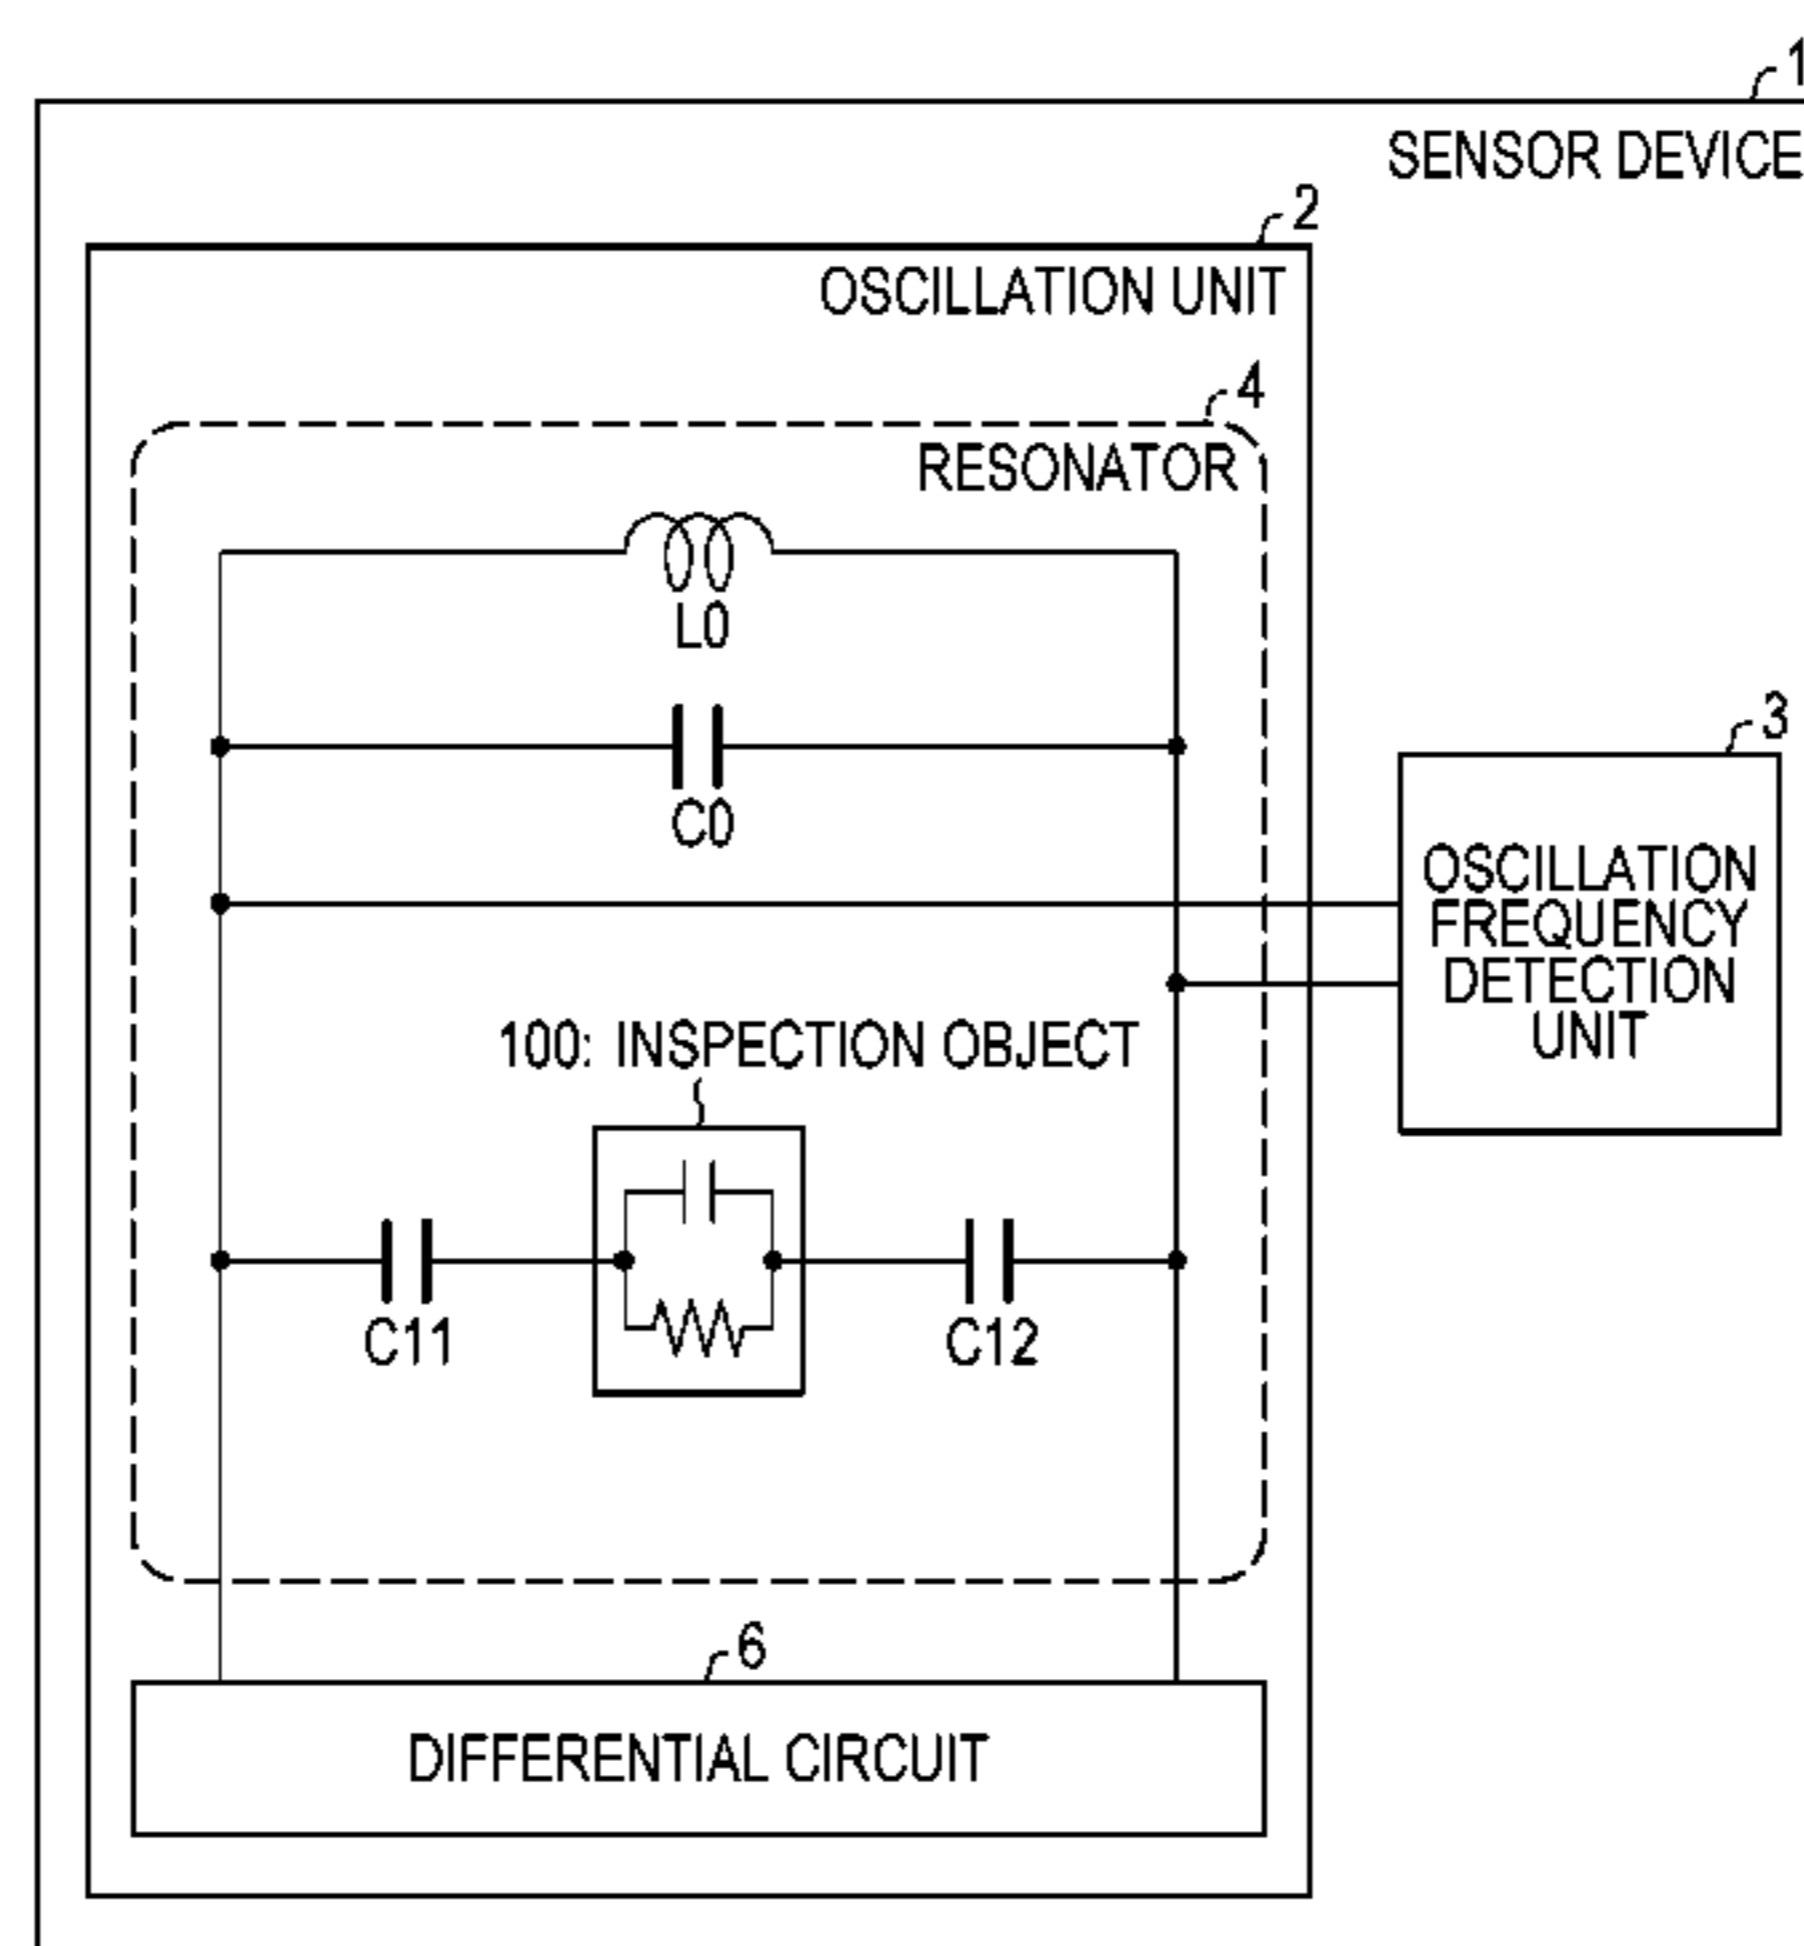 1
SENSOR DEVICE
2
OSCILLATION UNIT
4
RESONATOR
L0
C0
3
OSCILLATION
FREQUENCY
DETECTION
UNIT
100: INSPECTION OBJECT
C11
C12
6
DIFFERENTIAL CIRCUIT